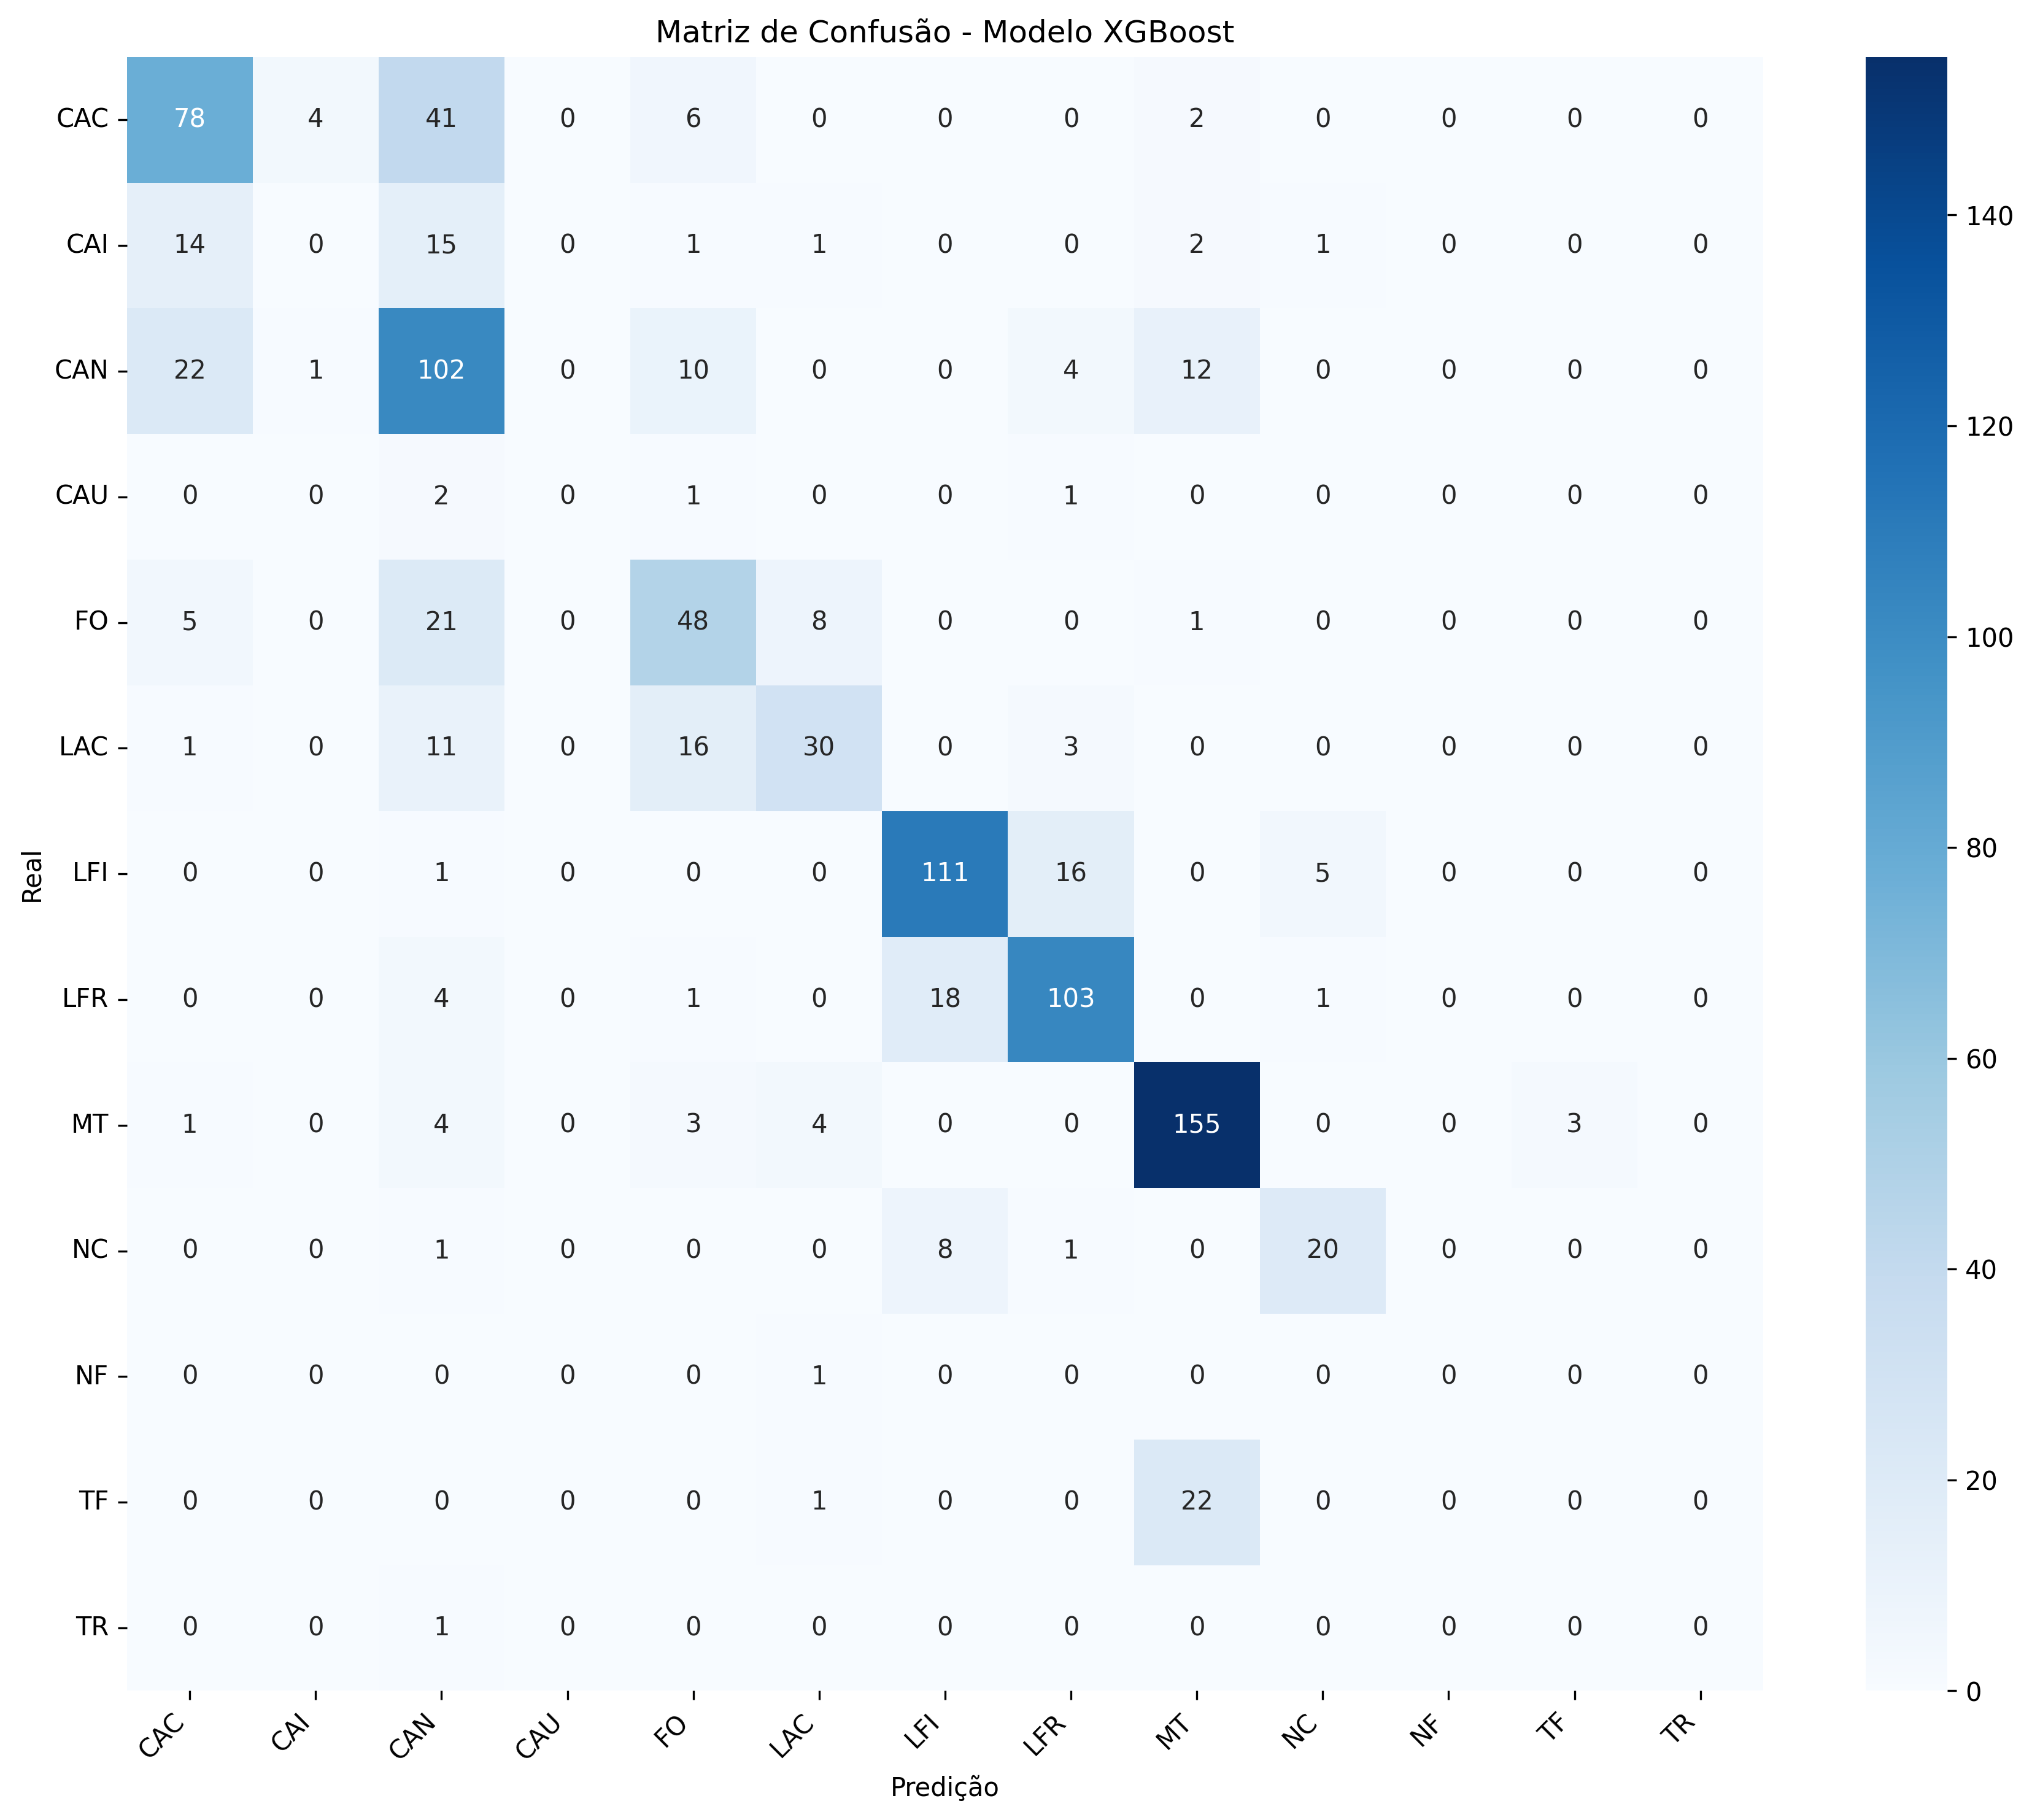 Matriz de Confusão - Modelo XGBoost
CAC 78 4 41 0 6 0 0 0 2 0 0 0 0
CAI 14 0 15 0 1 1 0 0 2 1 0 0 0
CAN 22 1 102 0 10 0 0 4 12 0 0 0 0
CAU 0 0 2 0 1 0 0 1 0 0 0 0 0
FO 5 0 21 0 48 8 0 0 1 0 0 0 0
LAC 1 0 11 0 16 30 0 3 0 0 0 0 0
LFI 0 0 1 0 0 0 111 16 0 5 0 0 0
LFR 0 0 4 0 1 0 18 103 0 1 0 0 0
MT 1 0 4 0 3 4 0 0 155 0 0 3 0
NC 0 0 1 0 0 0 8 1 0 20 0 0 0
NF 0 0 0 0 0 1 0 0 0 0 0 0 0
TF 0 0 0 0 0 1 0 0 22 0 0 0 0
TR 0 0 1 0 0 0 0 0 0 0 0 0 0
CAC CAI CAN CAU FO LAC LFI LFR MT NC NF TF TR
Predição
Real
140
120
100
80
60
40
20
0